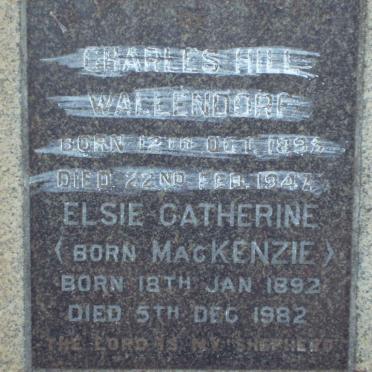 CHARLES HILL
WALLENDORF
BORN 12TH OCT. 1895
DIED 22ND FEB. 1947
ELSIE CATHERINE
(BORN MACKENZIE)
BORN 18TH JAN 1892
DIED 5TH DEC 1982
THE LORD IS MY SHEPHERD